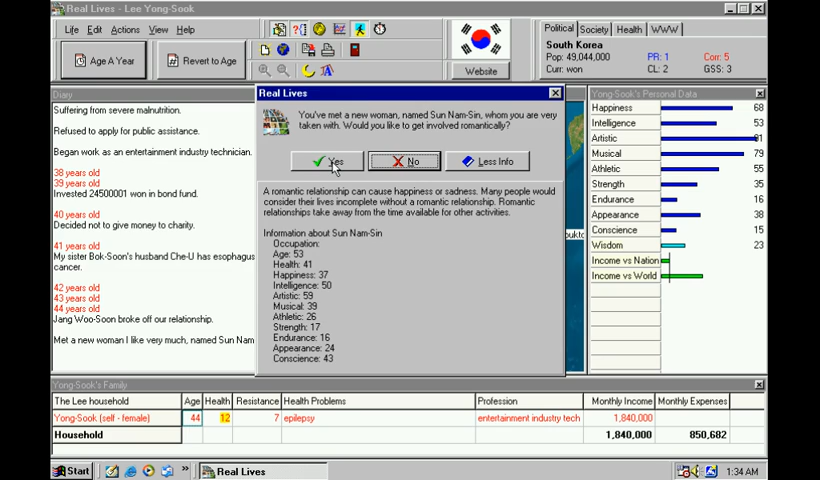 Real Lives - Lee Yong-Sook
Life Edit Actions View Help
Age A Year
Revert to Age
Website
Political Society Health WWW
South Korea
Pop: 49,044,000 PR: 1 Corr: 5
Curr: won CL: 2 GSS: 3
Diary
Suffering from severe malnutrition.
Refused to apply for public assistance.
Began work as an entertainment industry technician.
38 years old
39 years old
Invested 24500001 won in bond fund.
40 years old
Decided not to give money to charity.
41 years old
My sister Bok-Soon's husband Che-U has esophagus
cancer.
42 years old
43 years old
44 years old
Jang Woo-Soon broke off our relationship.
Met a new woman I like very much, named Sun Nam
Real Lives
You've met a new woman, named Sun Nam-Sin, whom you are very
taken with. Would you like to get involved romantically?
Yes No Less Info
A romantic relationship can cause happiness or sadness. Many people would
consider their lives incomplete without a romantic relationship. Romantic
relationships take away from the time available for other activities.
Information about Sun Nam-Sin
Occupation:
Age: 53
Health: 41
Happiness: 37
Intelligence: 50
Artistic: 59
Musical: 39
Athletic: 26
Strength: 17
Endurance: 16
Appearance: 24
Conscience: 43
Yong-Sook's Personal Data
Happiness 68
Intelligence 53
Artistic 91
Musical 79
Athletic 55
Strength 35
Endurance 16
Appearance 38
Conscience 15
Wisdom 23
Income vs Nation
Income vs World
Yong-Sook's Family
The Lee household Age Health Resistance Health Problems Profession Monthly Income Monthly Expenses
Yong-Sook (self - female) 44 12 7 epilepsy entertainment industry tech 1,840,000
Household 1,840,000 850,682
Start Real Lives 1:34 AM